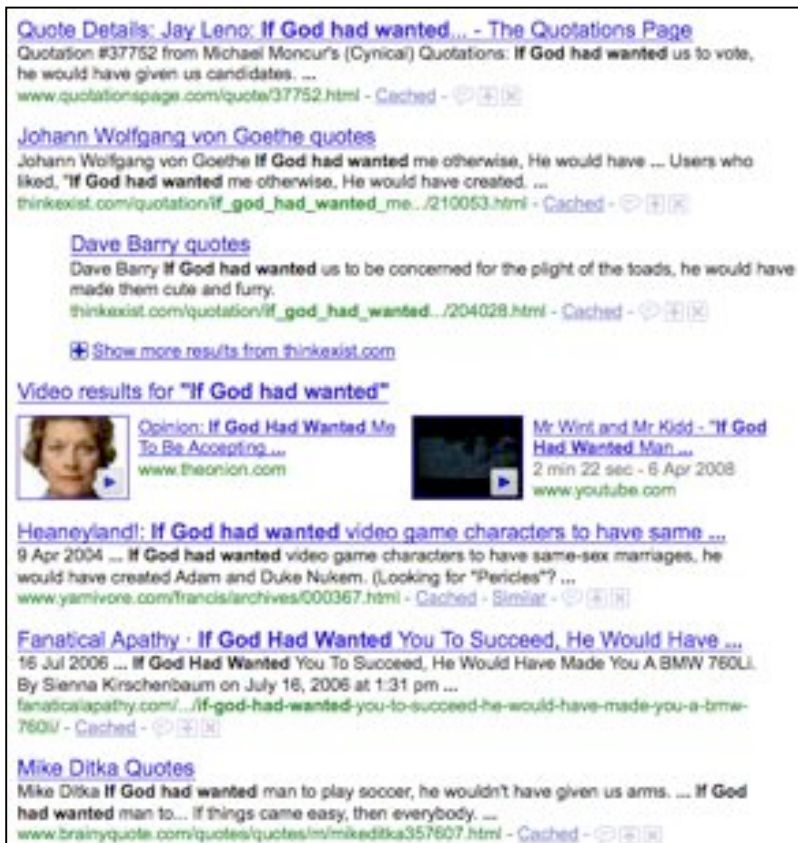 Quote Details: Jay Leno: If God had wanted... - The Quotations Page
Quotation #37752 from Michael Moncur's (Cynical) Quotations: If God had wanted us to vote,
he would have given us candidates. ...
www.quotationspage.com/quote/37752.html - Cached -
Johann Wolfgang von Goethe quotes
Johann Wolfgang von Goethe If God had wanted me otherwise, He would have ... Users who
liked, "If God had wanted me otherwise, He would have created. ...
thinkexist.com/quotation/if_god_had_wanted_me.../210053.html - Cached -
Dave Barry quotes
Dave Barry If God had wanted us to be concerned for the plight of the toads, he would have
made them cute and furry.
thinkexist.com/quotation/if_god_had_wanted.../204028.html - Cached -
Show more results from thinkexist.com
Video results for "If God had wanted"
Opinion: If God Had Wanted Me
To Be Accepting ...
www.theonion.com
Mr Wint and Mr Kidd - "If God
Had Wanted Man ...
2 min 22 sec - 6 Apr 2008
www.youtube.com
Heaneyland!: If God had wanted video game characters to have same ...
9 Apr 2004 ... If God had wanted video game characters to have same-sex marriages, he
would have created Adam and Duke Nukem. (Looking for "Pericles"? ...
www.yarnivore.com/francis/archives/000367.html - Cached - Similar -
Fanatical Apathy · If God Had Wanted You To Succeed, He Would Have ...
16 Jul 2006 ... If God Had Wanted You To Succeed, He Would Have Made You A BMW 760Li.
By Sienna Kirschenbaum on July 16, 2006 at 1:31 pm ...
fanaticalapathy.com/.../if-god-had-wanted-you-to-succeed-he-would-have-made-you-a-bmw-
760li/ - Cached -
Mike Ditka Quotes
Mike Ditka If God had wanted man to play soccer, he wouldn't have given us arms. ... If God
had wanted man to... If things came easy, then everybody. ...
www.brainyquote.com/quotes/quotes/m/mikeditka357607.html - Cached -